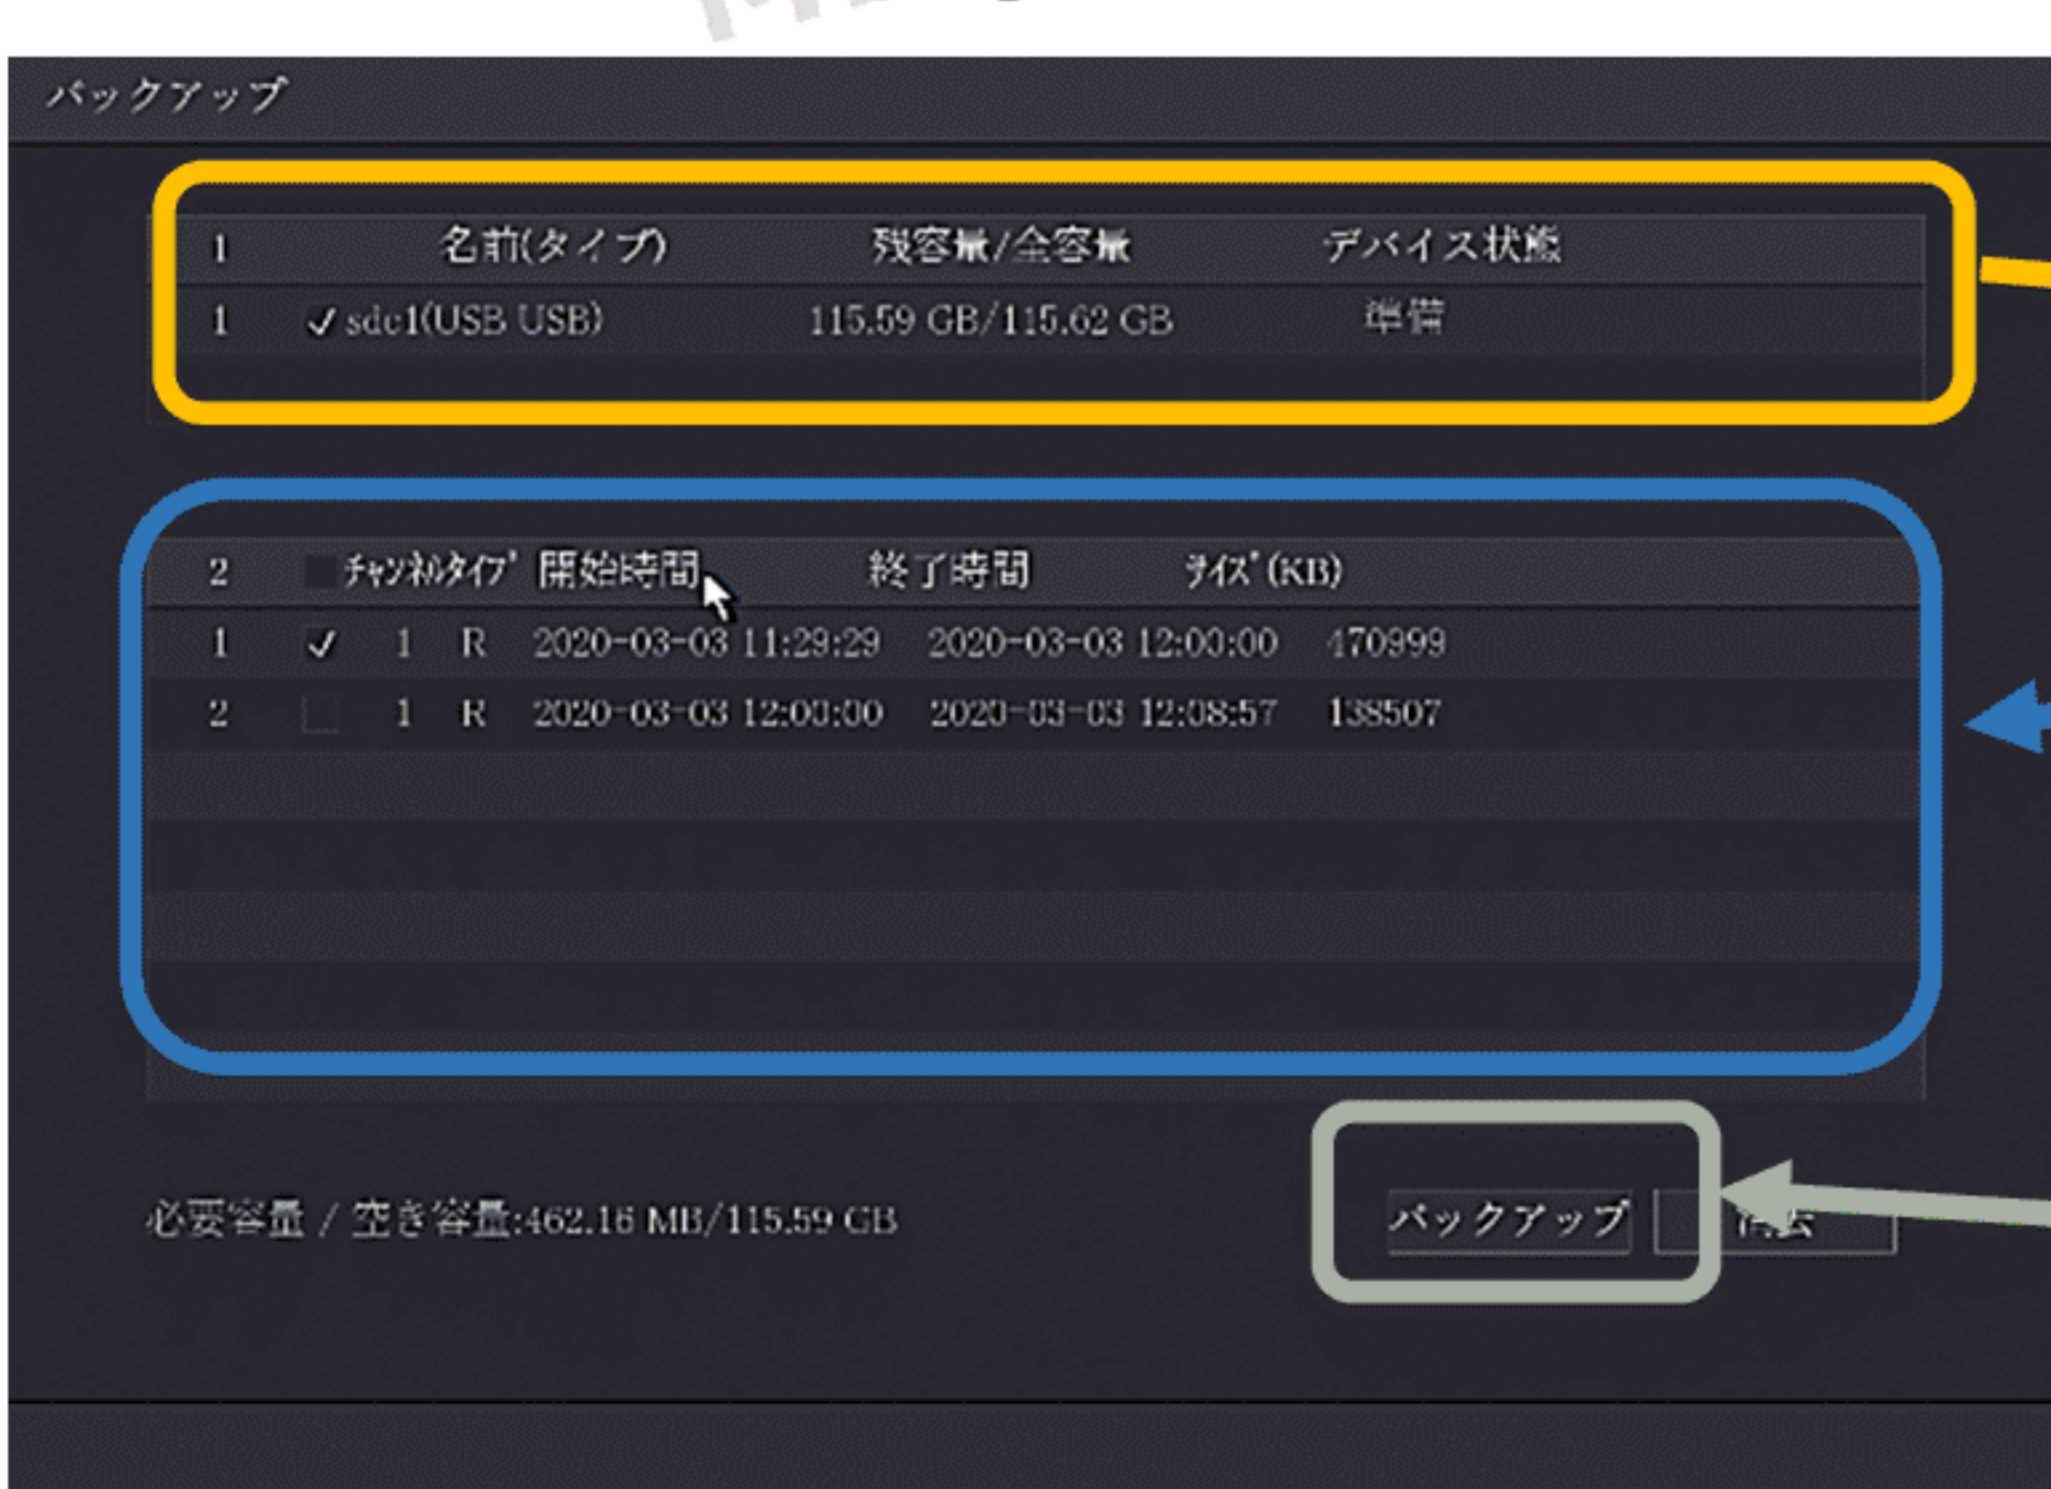 バックアップ
1 名前(タイプ) 残容量/全容量 デバイス状態
1 sdc1(USB USB) 115.59 GB/115.62 GB 準備
2 チャンネルタイプ 開始時間 終了時間 サイズ(KB)
1 1 R 2020-03-03 11:29:29 2020-03-03 12:00:00 470999
2 1 R 2020-03-03 12:00:00 2020-03-03 12:08:57 138507
必要容量 / 空き容量:462.16 MB/115.59 GB
バックアップ